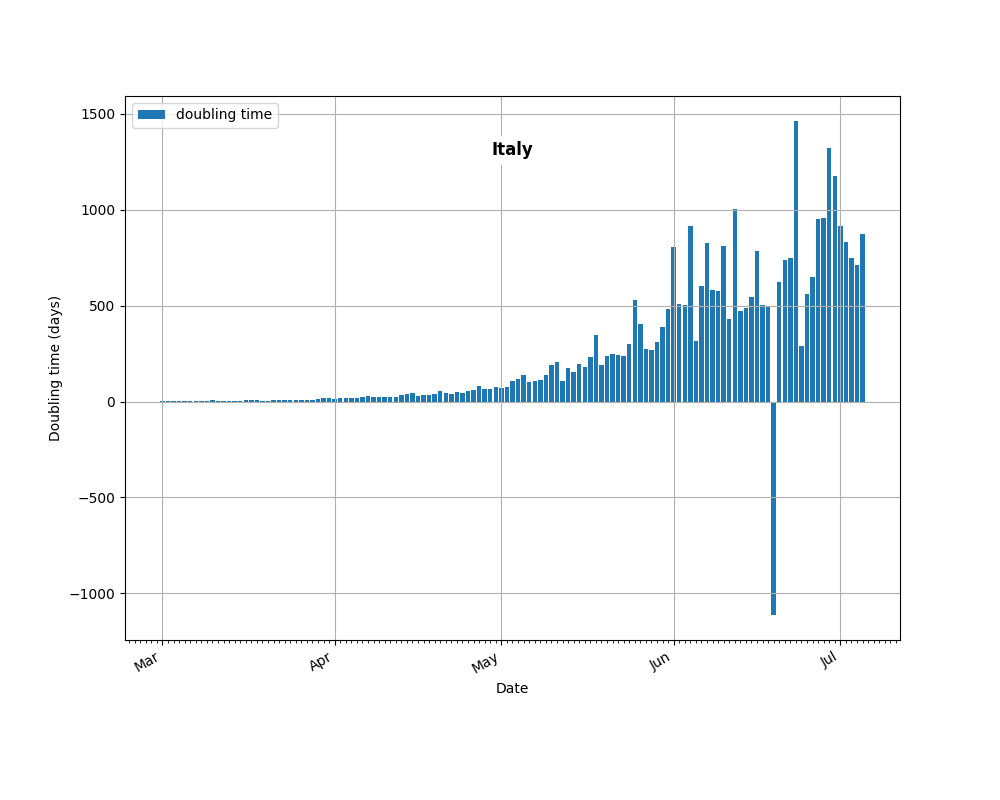 doubling time
Italy
1500
1000
500
0
−500
−1000
Doubling time (days)
Mar
Apr
May
Jun
Jul
Date